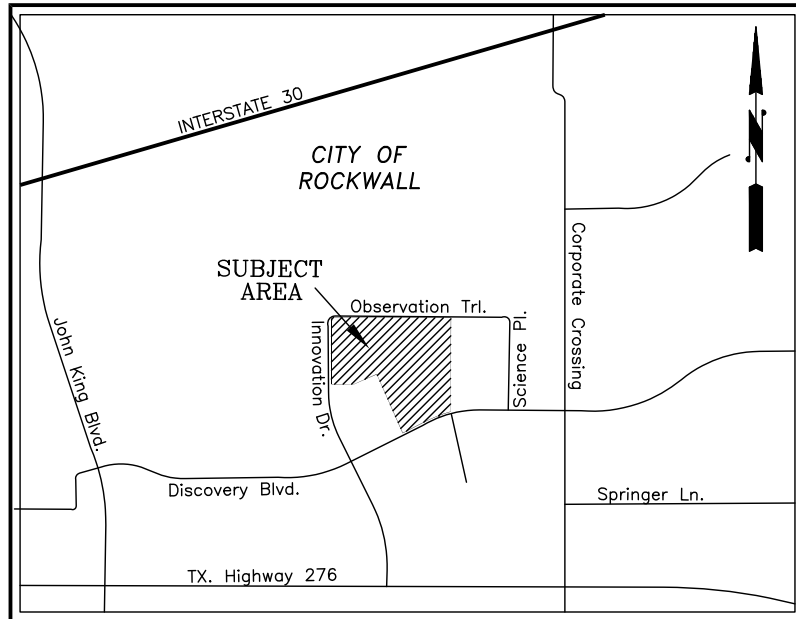 INTERSTATE 30
CITY OF
ROCKWALL
N
SUBJECT
AREA
Observation Trl.
Innovation Dr.
Science Pl.
Corporate Crossing
John King Blvd.
Discovery Blvd.
Springer Ln.
TX. Highway 276